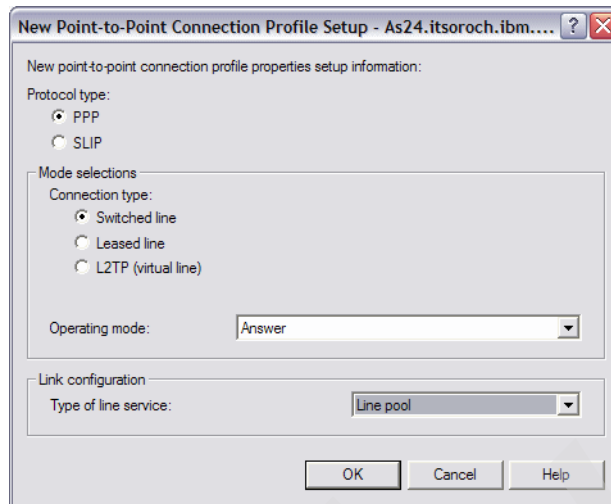 New Point-to-Point Connection Profile Setup - As24.itsoroch.ibm....
New point-to-point connection profile properties setup information:
Protocol type:
PPP
SLIP
Mode selections
Connection type:
Switched line
Leased line
L2TP (virtual line)
Operating mode: Answer
Link configuration
Type of line service: Line pool
OK Cancel Help